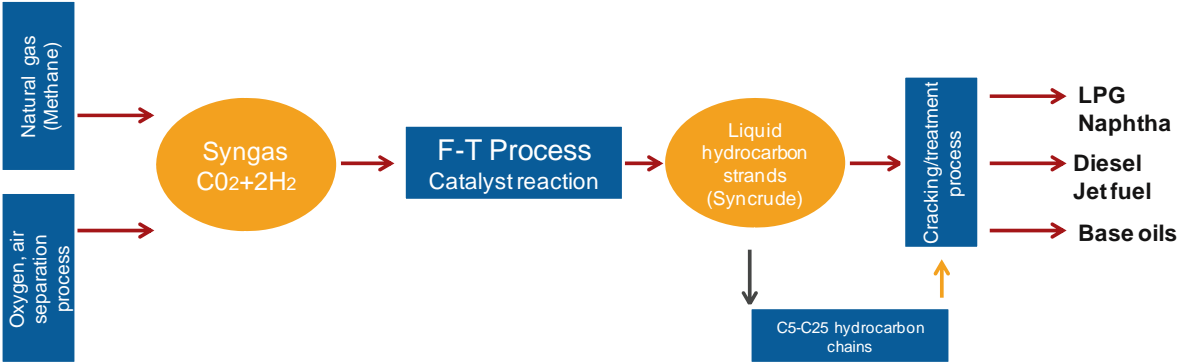 Natural gas
(Methane)
Oxygen, air
separation
process
Syngas
C02+2H2
F-T Process
Catalyst reaction
Liquid
hydrocarbon
strands
(Syncrude)
C5-C25 hydrocarbon
chains
Cracking/treatment
process
LPG
Naphtha
Diesel
Jet fuel
Base oils